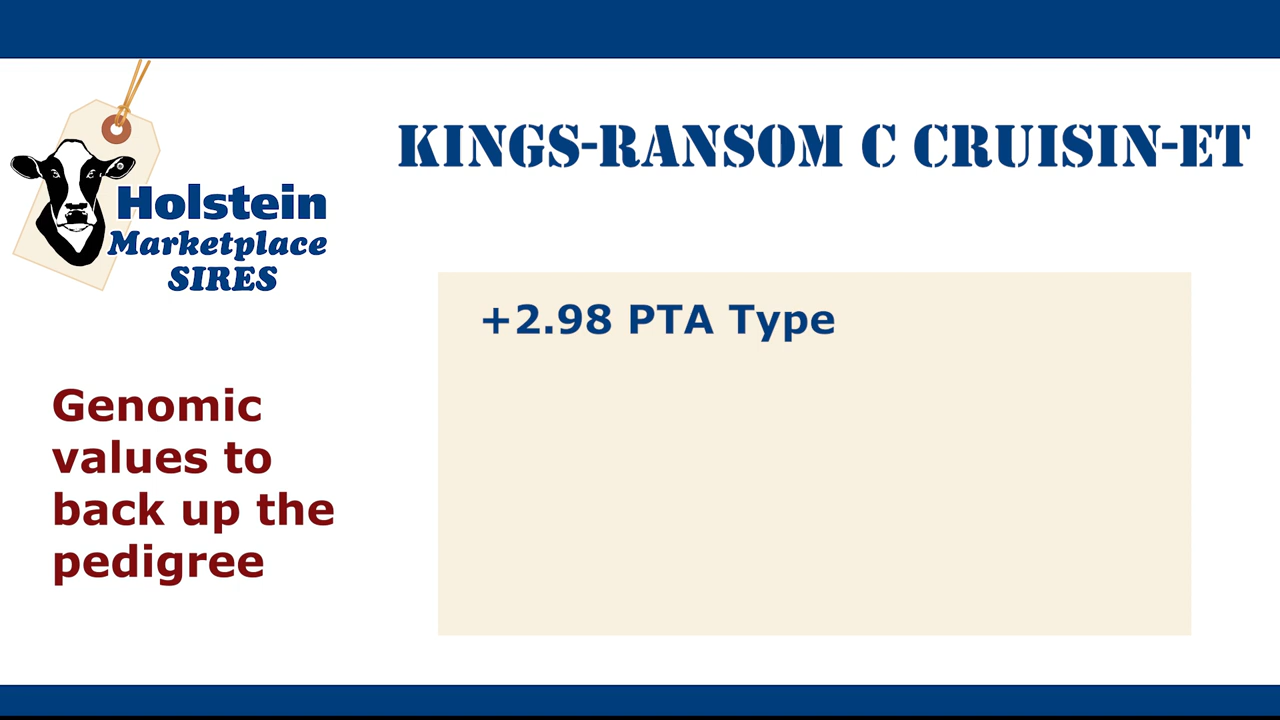 KINGS-RANSOM C CRUISIN-ET
Holstein
Marketplace
SIRES
+2.98 PTA Type
Genomic
values to
back up the
pedigree